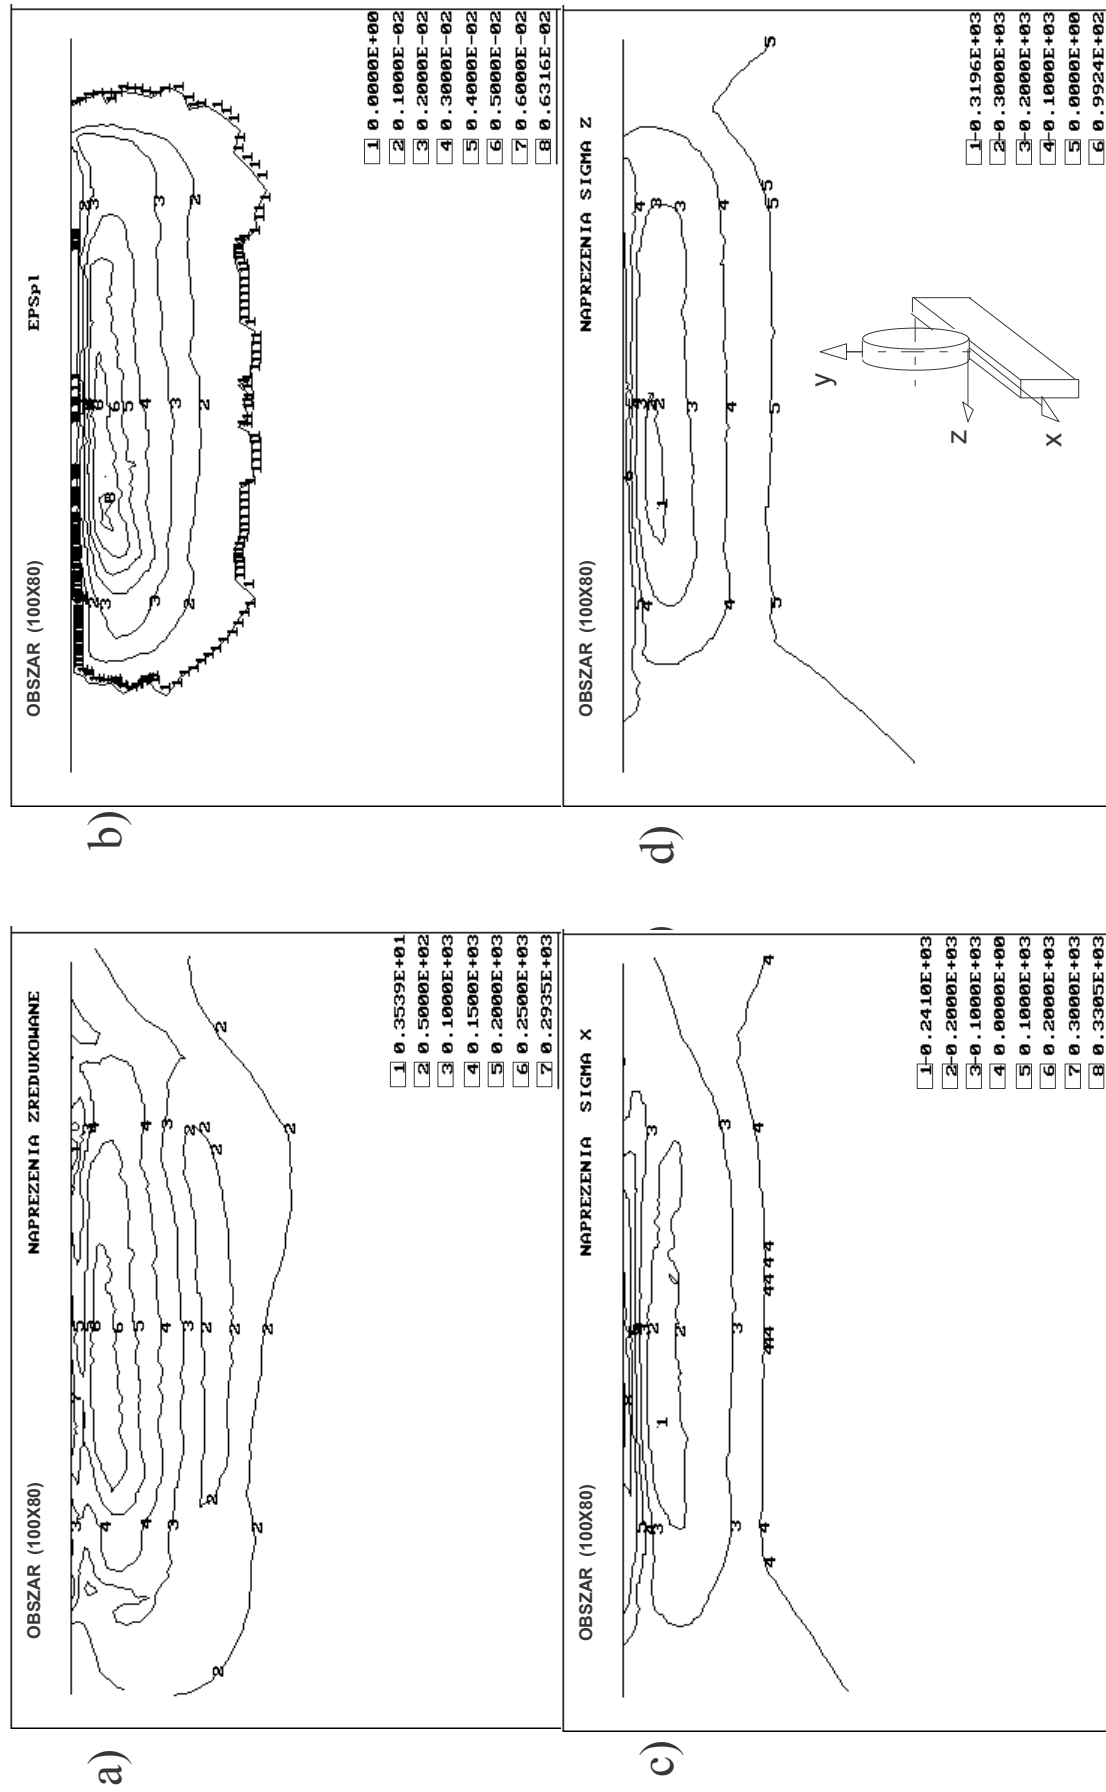 a)
OBSZAR (100X80) NAPREZENIA ZREDUKOWANE
1 0.3539E+01
2 0.5000E+02
3 0.1000E+03
4 0.1500E+03
5 0.2000E+03
6 0.2500E+03
7 0.2935E+03
b)
OBSZAR (100X80) EPSpl
1 0.0000E+00
2 0.1000E-02
3 0.2000E-02
4 0.3000E-02
5 0.4000E-02
6 0.5000E-02
7 0.6000E-02
8 0.6316E-02
c)
OBSZAR (100X80) NAPREZENIA SIGMA X
1-0.2410E+03
2-0.2000E+03
3-0.1000E+03
4 0.0000E+00
5 0.1000E+03
6 0.2000E+03
7 0.3000E+03
8 0.3305E+03
d)
OBSZAR (100X80) NAPREZENIA SIGMA Z
1-0.3196E+03
2-0.3000E+03
3-0.2000E+03
4-0.1000E+03
5 0.0000E+00
6 0.9924E+02
y
z
x